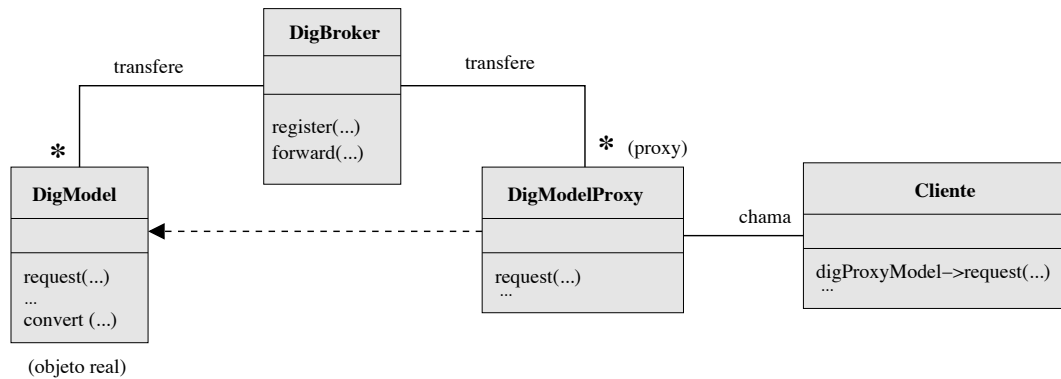 DigBroker
transfere
transfere
register(...)
forward(...)
*
*
(proxy)
DigModel
DigModelProxy
Cliente
chama
request(...)
...
convert (...)
request(...)
...
digProxyModel−>request(...)
...
(objeto real)